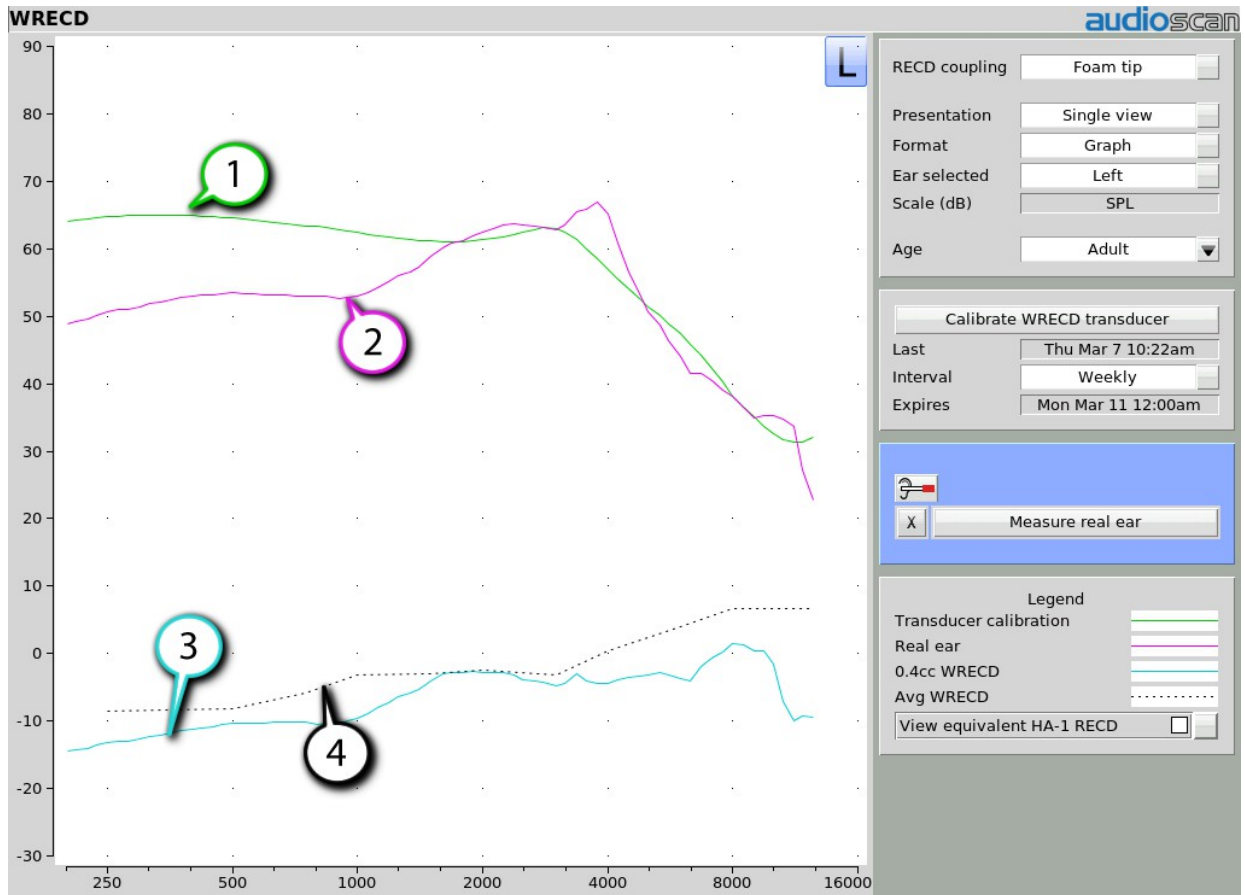 WRECD audioscan
90
80
70
60
50
40
30
20
10
0
-10
-20
-30
250 500 1000 2000 4000 8000 16000
1
2
3
4
L
RECD coupling Foam tip
Presentation Single view
Format Graph
Ear selected Left
Scale (dB) SPL
Age Adult
Calibrate WRECD transducer
Last Thu Mar 7 10:22am
Interval Weekly
Expires Mon Mar 11 12:00am
X Measure real ear
Legend
Transducer calibration
Real ear
0.4cc WRECD
Avg WRECD
View equivalent HA-1 RECD